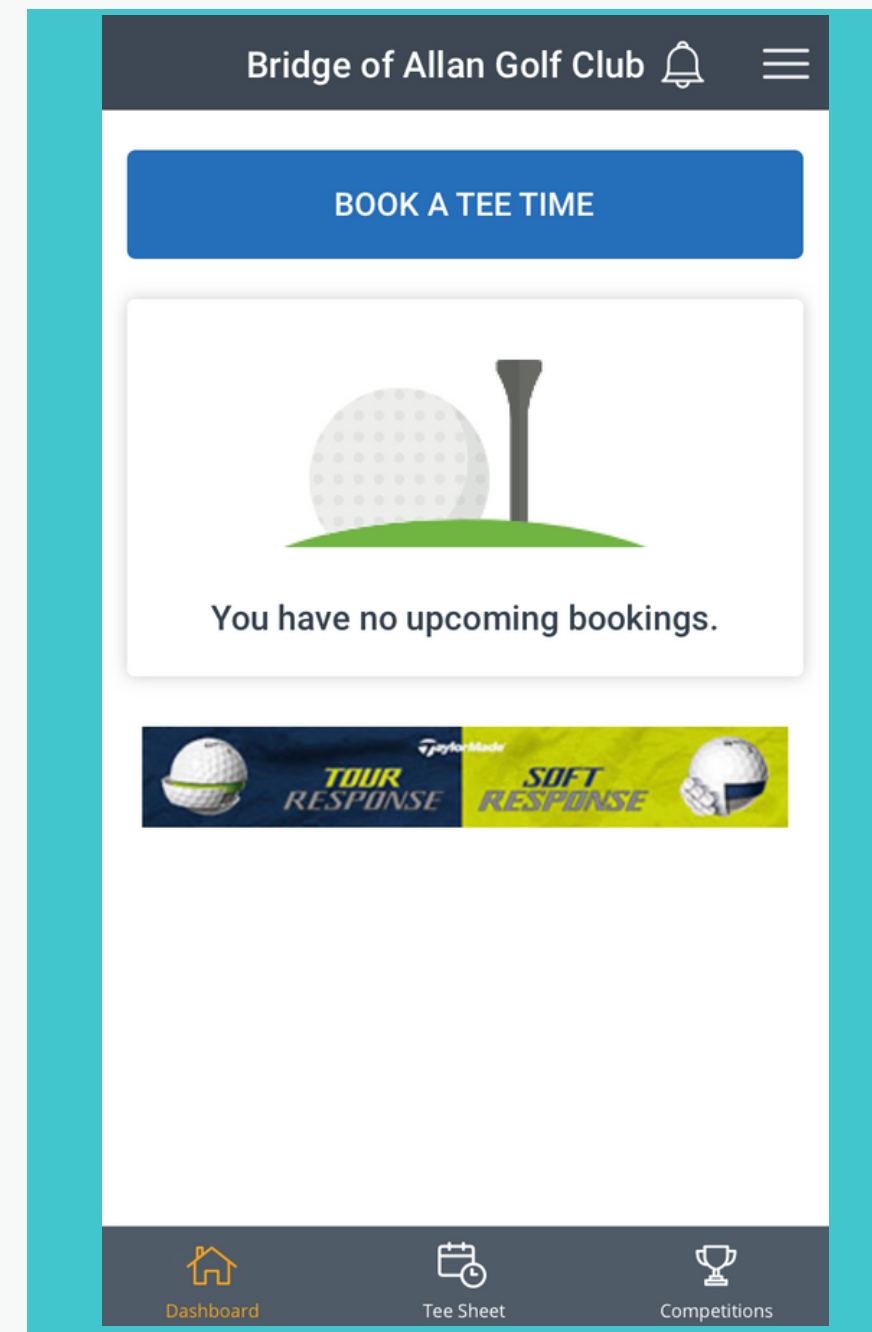 Bridge of Allan Golf Club
BOOK A TEE TIME
You have no upcoming bookings.
TaylorMade
TOUR
RESPONSE
SOFT
RESPONSE
Dashboard
Tee Sheet
Competitions